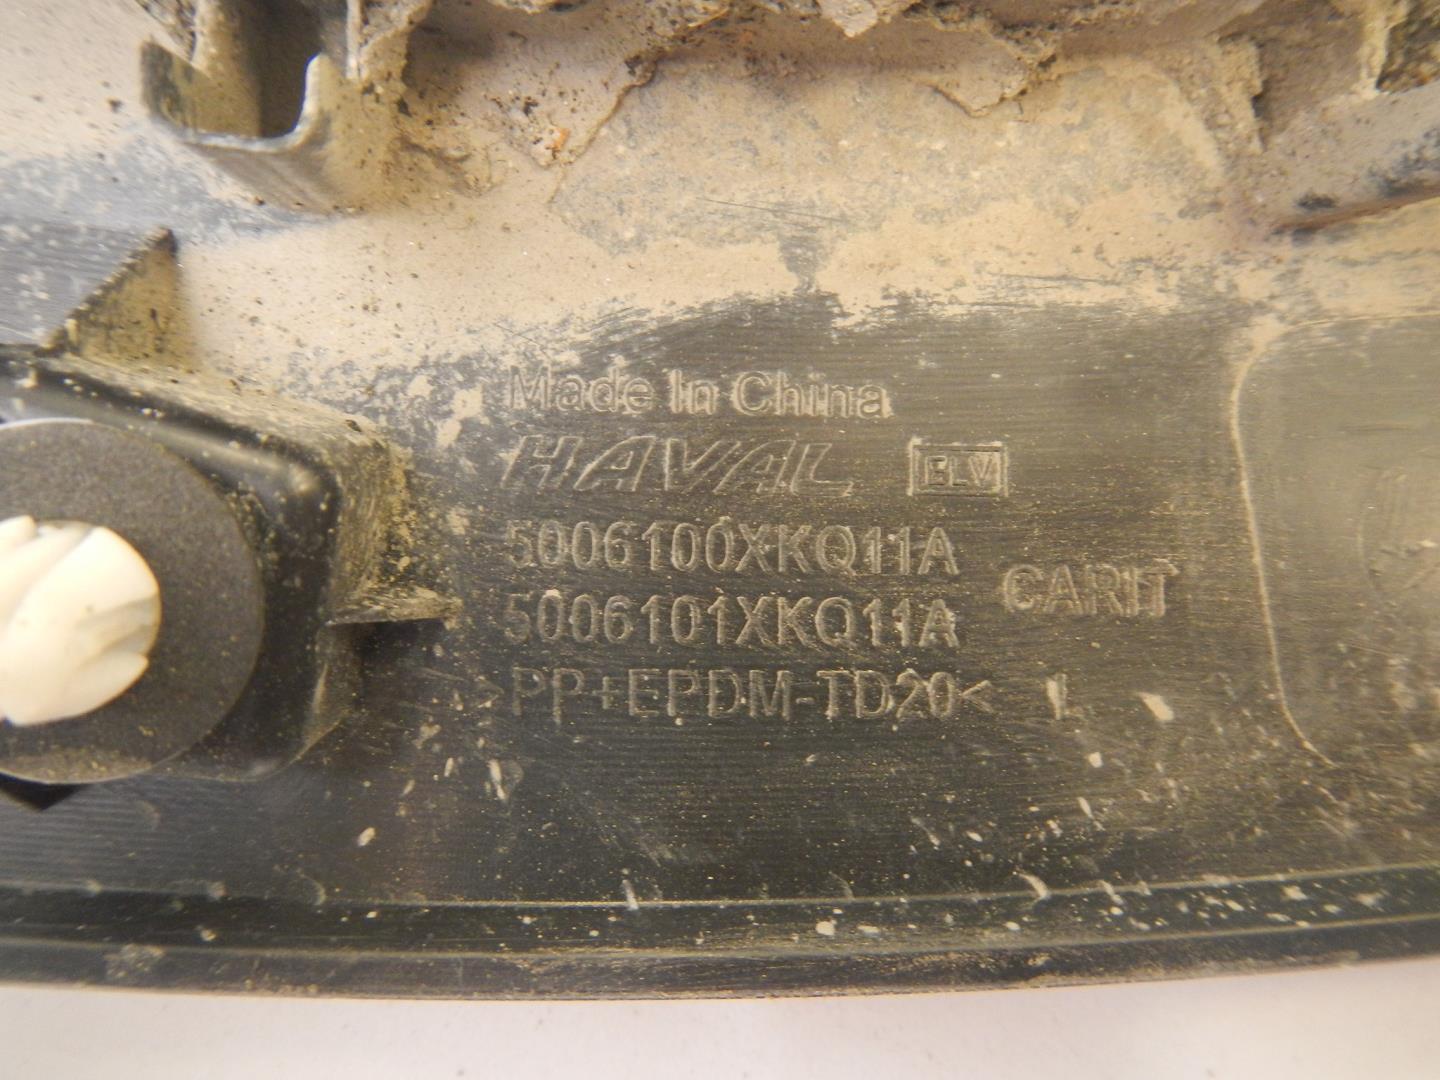 Made In China
HAVAL ELV
5006100XKQ11A
5006101XKQ11A
CARIT
>PP+EPDM-TD20< L